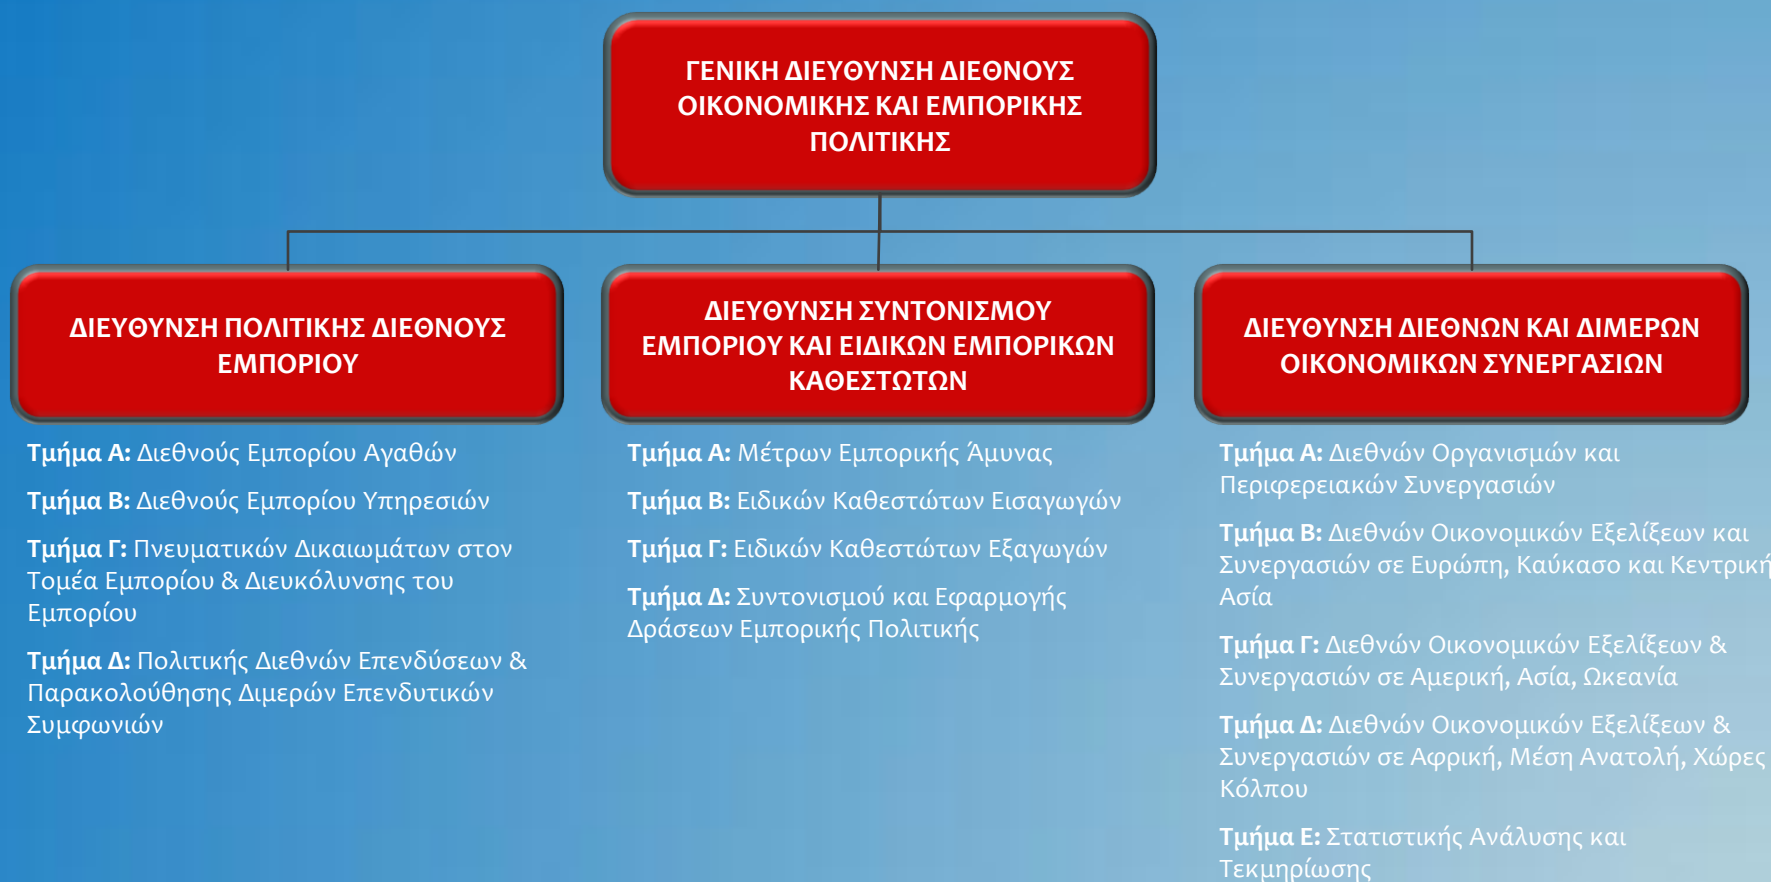 ΓΕΝΙΚΗ ΔΙΕΥΘΥΝΣΗ ΔΙΕΘΝΟΥΣ
ΟΙΚΟΝΟΜΙΚΗΣ ΚΑΙ ΕΜΠΟΡΙΚΗΣ
ΠΟΛΙΤΙΚΗΣ
ΔΙΕΥΘΥΝΣΗ ΠΟΛΙΤΙΚΗΣ ΔΙΕΘΝΟΥΣ
ΕΜΠΟΡΙΟΥ
Τμήμα Α: Διεθνούς Εμπορίου Αγαθών
Τμήμα Β: Διεθνούς Εμπορίου Υπηρεσιών
Τμήμα Γ: Πνευματικών Δικαιωμάτων στον
Τομέα Εμπορίου & Διευκόλυνσης του
Εμπορίου
Τμήμα Δ: Πολιτικής Διεθνών Επενδύσεων &
Παρακολούθησης Διμερών Επενδυτικών
Συμφωνιών
ΔΙΕΥΘΥΝΣΗ ΣΥΝΤΟΝΙΣΜΟΥ
ΕΜΠΟΡΙΟΥ ΚΑΙ ΕΙΔΙΚΩΝ ΕΜΠΟΡΙΚΩΝ
ΚΑΘΕΣΤΩΤΩΝ
Τμήμα Α: Μέτρων Εμπορικής Άμυνας
Τμήμα Β: Ειδικών Καθεστώτων Εισαγωγών
Τμήμα Γ: Ειδικών Καθεστώτων Εξαγωγών
Τμήμα Δ: Συντονισμού και Εφαρμογής
Δράσεων Εμπορικής Πολιτικής
ΔΙΕΥΘΥΝΣΗ ΔΙΕΘΝΩΝ ΚΑΙ ΔΙΜΕΡΩΝ
ΟΙΚΟΝΟΜΙΚΩΝ ΣΥΝΕΡΓΑΣΙΩΝ
Τμήμα Α: Διεθνών Οργανισμών και
Περιφερειακών Συνεργασιών
Τμήμα Β: Διεθνών Οικονομικών Εξελίξεων και
Συνεργασιών σε Ευρώπη, Καύκασο και Κεντρική
Ασία
Τμήμα Γ: Διεθνών Οικονομικών Εξελίξεων &
Συνεργασιών σε Αμερική, Ασία, Ωκεανία
Τμήμα Δ: Διεθνών Οικονομικών Εξελίξεων &
Συνεργασιών σε Αφρική, Μέση Ανατολή, Χώρες
Κόλπου
Τμήμα Ε: Στατιστικής Ανάλυσης και
Τεκμηρίωσης